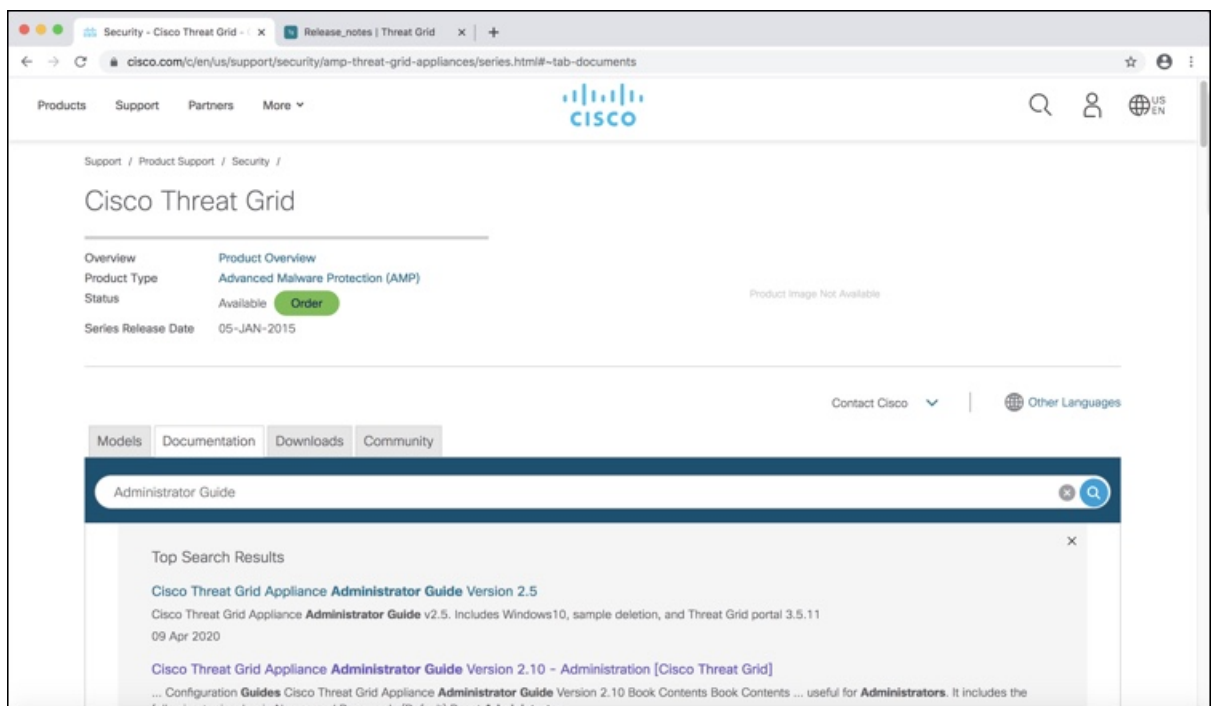 Security - Cisco Threat Grid -
Release_notes | Threat Grid
cisco.com/c/en/us/support/security/amp-threat-grid-appliances/series.html#~tab-documents
Products Support Partners More
CISCO
US
EN
Support / Product Support / Security /
Cisco Threat Grid
Overview Product Overview
Product Type Advanced Malware Protection (AMP)
Status Available Order
Series Release Date 05-JAN-2015
Product Image Not Available
Contact Cisco Other Languages
Models Documentation Downloads Community
Administrator Guide
Top Search Results
Cisco Threat Grid Appliance Administrator Guide Version 2.5
Cisco Threat Grid Appliance Administrator Guide v2.5. Includes Windows10, sample deletion, and Threat Grid portal 3.5.11
09 Apr 2020
Cisco Threat Grid Appliance Administrator Guide Version 2.10 - Administration [Cisco Threat Grid]
... Configuration Guides Cisco Threat Grid Appliance Administrator Guide Version 2.10 Book Contents Book Contents ... useful for Administrators. It includes the